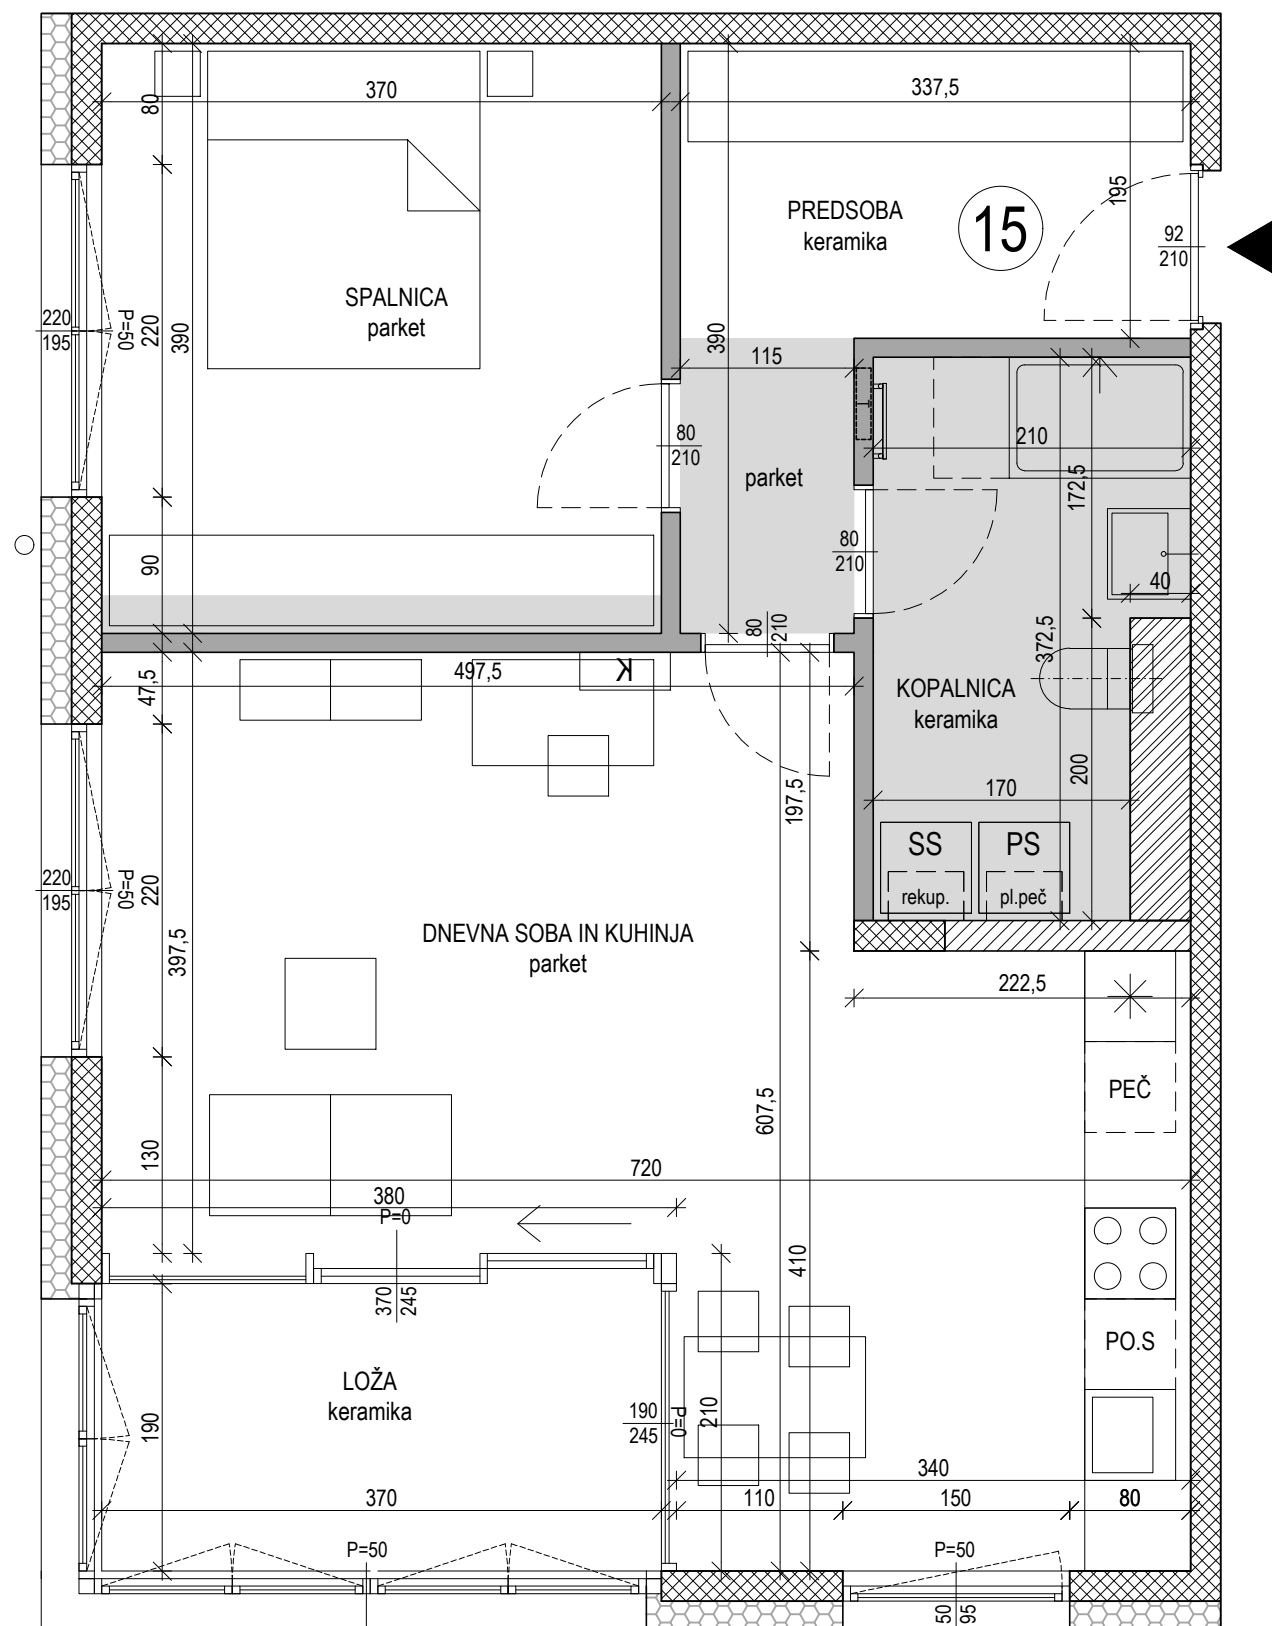 370
337,5
80
195
PREDSOBA
keramika
15
92
210
SPALNICA
parket
220
195
P=50
220
390
390
115
80
210
parket
210
172,5
80
210
90
40
80
210
372,5
47,5
497,5
K
KOPALNICA
keramika
197,5
200
170
SS
PS
rekup.
pl.peč
220
195
P=50
220
397,5
DNEVNA SOBA IN KUHINJA
parket
222,5
PEČ
607,5
130
720
380
P=0
410
370
245
PO.S
LOŽA
keramika
190
190
245
P=0
210
340
370
110
150
80
P=50
P=50
50
95